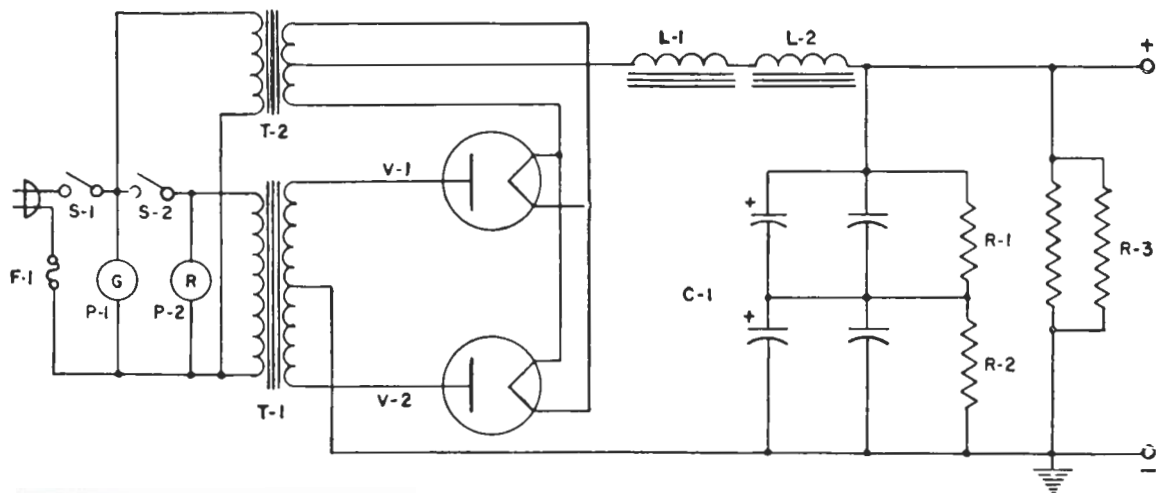 L-1
L-2
+
T-2
V-1
S-1
S-2
F-1
G
R
P-1
P-2
+
R-1
R-3
C-1
+
R-2
V-2
T-1
−